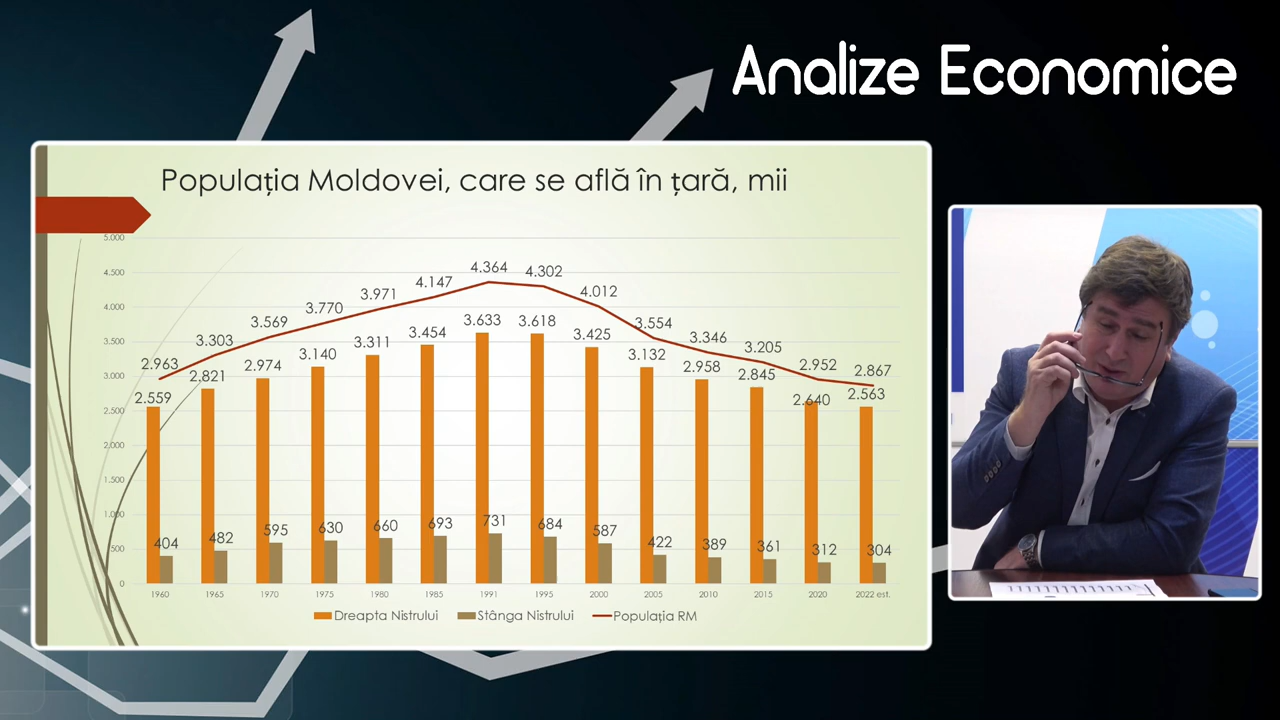 Analize Economice
Populația Moldovei, care se află în țară, mii
5.000
4.500
4.000
3.500
3.000
2.500
2.000
1.500
1.000
500
0
2.963 3.303 3.569 3.770 3.971 4.147 4.364 4.302 4.012 3.554 3.346 3.205 2.952 2.867
2.559 2.821 2.974 3.140 3.311 3.454 3.633 3.618 3.425 3.132 2.958 2.845 2.640 2.563
404 482 595 630 660 693 731 684 587 422 389 361 312 304
1960 1965 1970 1975 1980 1985 1991 1995 2000 2005 2010 2015 2020 2022 est.
Dreapta Nistrului Stânga Nistrului Populația RM